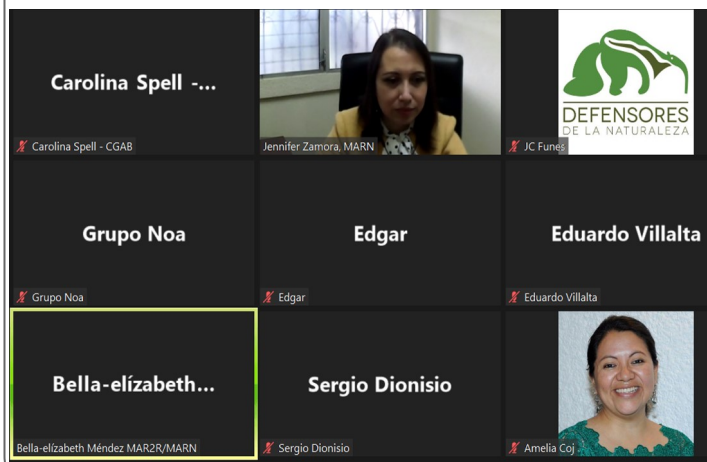 Carolina Spell -...
Carolina Spell - CGAB
Jennifer Zamora, MARN
DEFENSORES
DE LA NATURALEZA
JC Funes
Grupo Noa
Grupo Noa
Edgar
Edgar
Eduardo Villalta
Eduardo Villalta
Bella-elízabeth...
Bella-elízabeth Méndez MAR2R/MARN
Sergio Dionisio
Sergio Dionisio
Amelia Coj